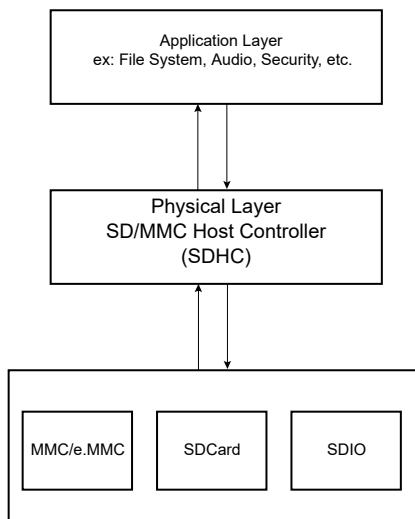 Application Layer
ex: File System, Audio, Security, etc.
Physical Layer
SD/MMC Host Controller
(SDHC)
MMC/e.MMC
SDCard
SDIO